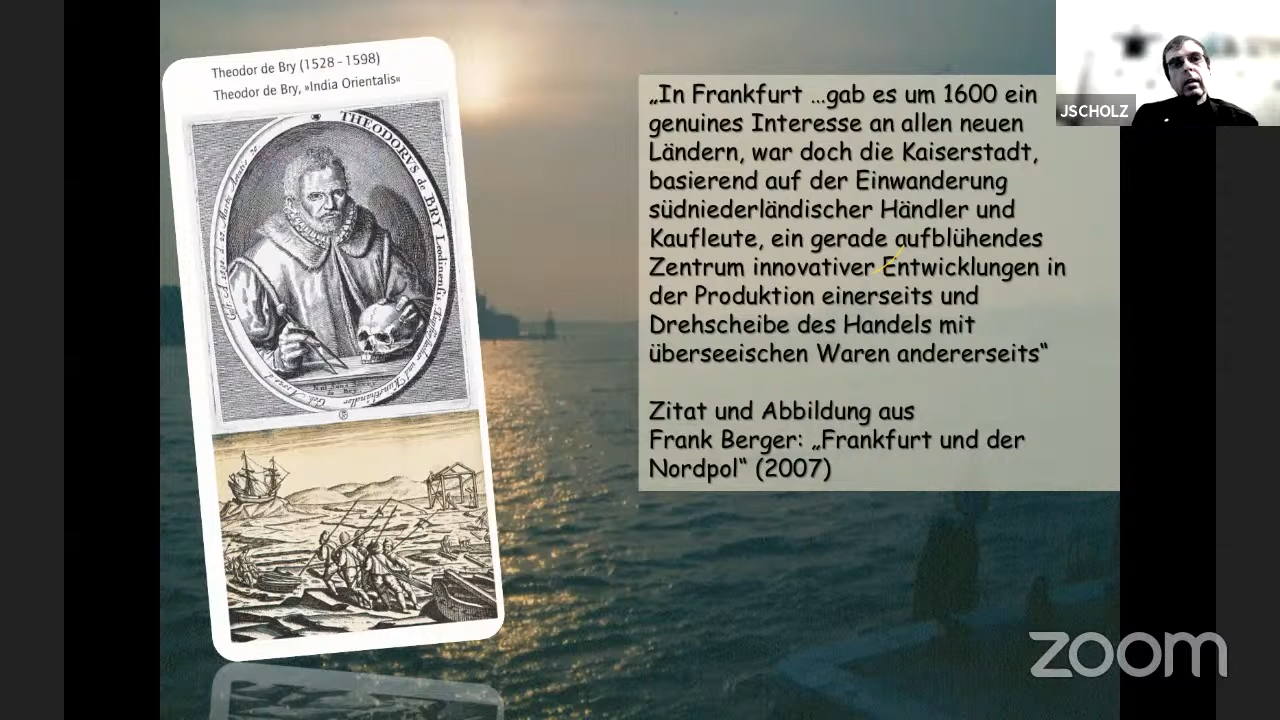 Theodor de Bry (1528–1598)
Theodor de Bry, »India Orientalis«
THEODORVS de BRY Leodinensis
„In Frankfurt …gab es um 1600 ein
genuines Interesse an allen neuen
Ländern, war doch die Kaiserstadt,
basierend auf der Einwanderung
südniederländischer Händler und
Kaufleute, ein gerade aufblühendes
Zentrum innovativer Entwicklungen in
der Produktion einerseits und
Drehscheibe des Handels mit
überseeischen Waren andererseits“
Zitat und Abbildung aus
Frank Berger: „Frankfurt und der
Nordpol“ (2007)
JSCHOLZ
zoom